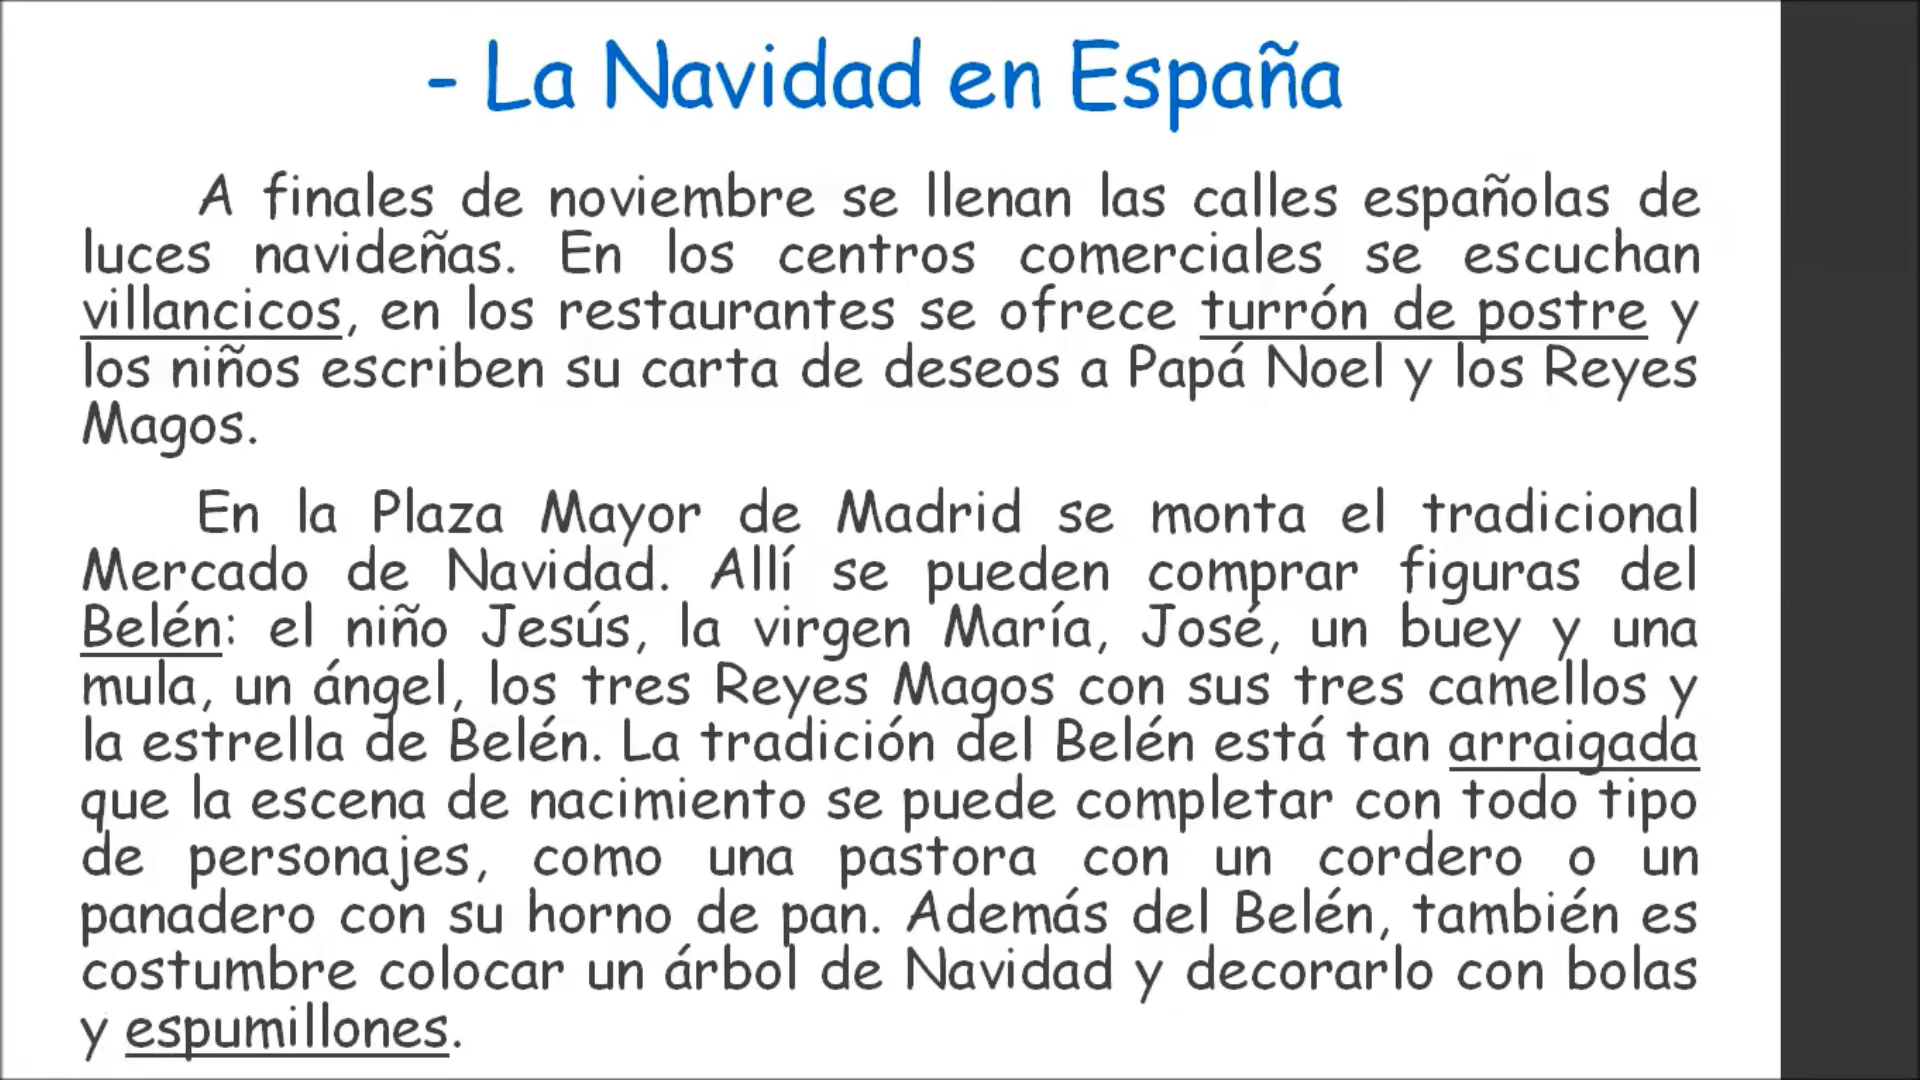 - La Navidad en España
A finales de noviembre se llenan las calles españolas de
luces navideñas. En los centros comerciales se escuchan
villancicos, en los restaurantes se ofrece turrón de postre y
los niños escriben su carta de deseos a Papá Noel y los Reyes
Magos.
En la Plaza Mayor de Madrid se monta el tradicional
Mercado de Navidad. Allí se pueden comprar figuras del
Belén: el niño Jesús, la virgen María, José, un buey y una
mula, un ángel, los tres Reyes Magos con sus tres camellos y
la estrella de Belén. La tradición del Belén está tan arraigada
que la escena de nacimiento se puede completar con todo tipo
de personajes, como una pastora con un cordero o un
panadero con su horno de pan. Además del Belén, también es
costumbre colocar un árbol de Navidad y decorarlo con bolas
y espumillones.